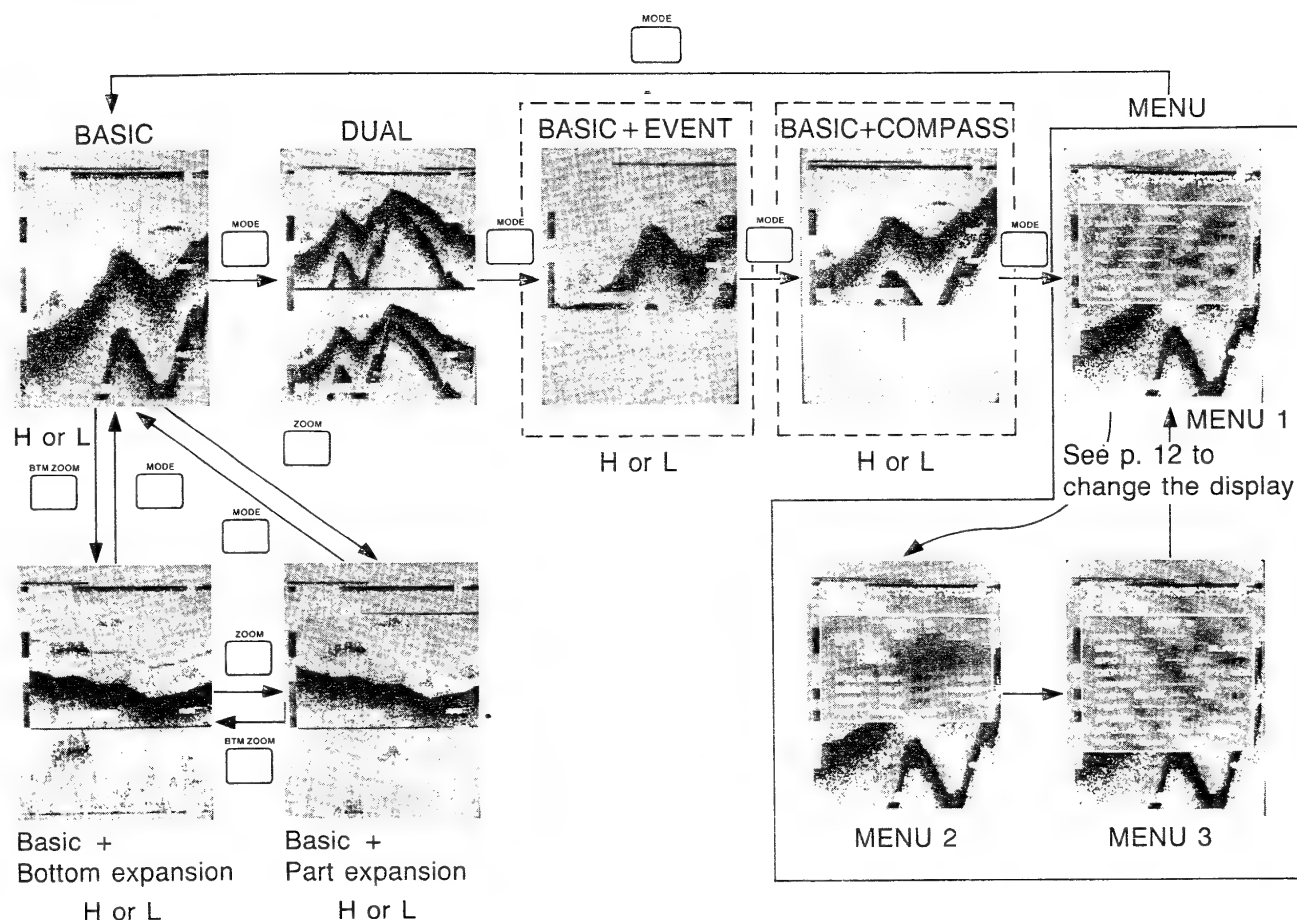 MODE
BASIC
DUAL
BASIC + EVENT
BASIC+COMPASS
MENU
MODE
MODE
MODE
MODE
MENU 1
H or L
ZOOM
H or L
H or L
See p. 12 to
change the display
BTM ZOOM
MODE
MODE
ZOOM
BTM ZOOM
Basic +
Bottom expansion
H or L
Basic +
Part expansion
H or L
MENU 2
MENU 3